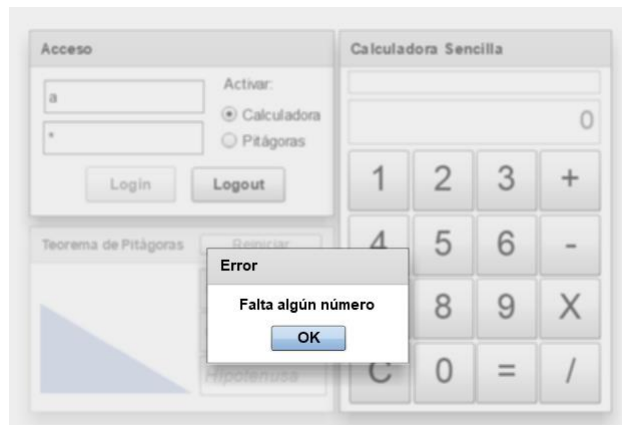 Acceso
a
*
Activar:
Calculadora
Pitágoras
Login
Logout
Calculadora Sencilla
0
1 2 3 +
4 5 6 -
8 9 X
C 0 = /
Teorema de Pitágoras
Reiniciar
Hipotenusa
Error
Falta algún número
OK